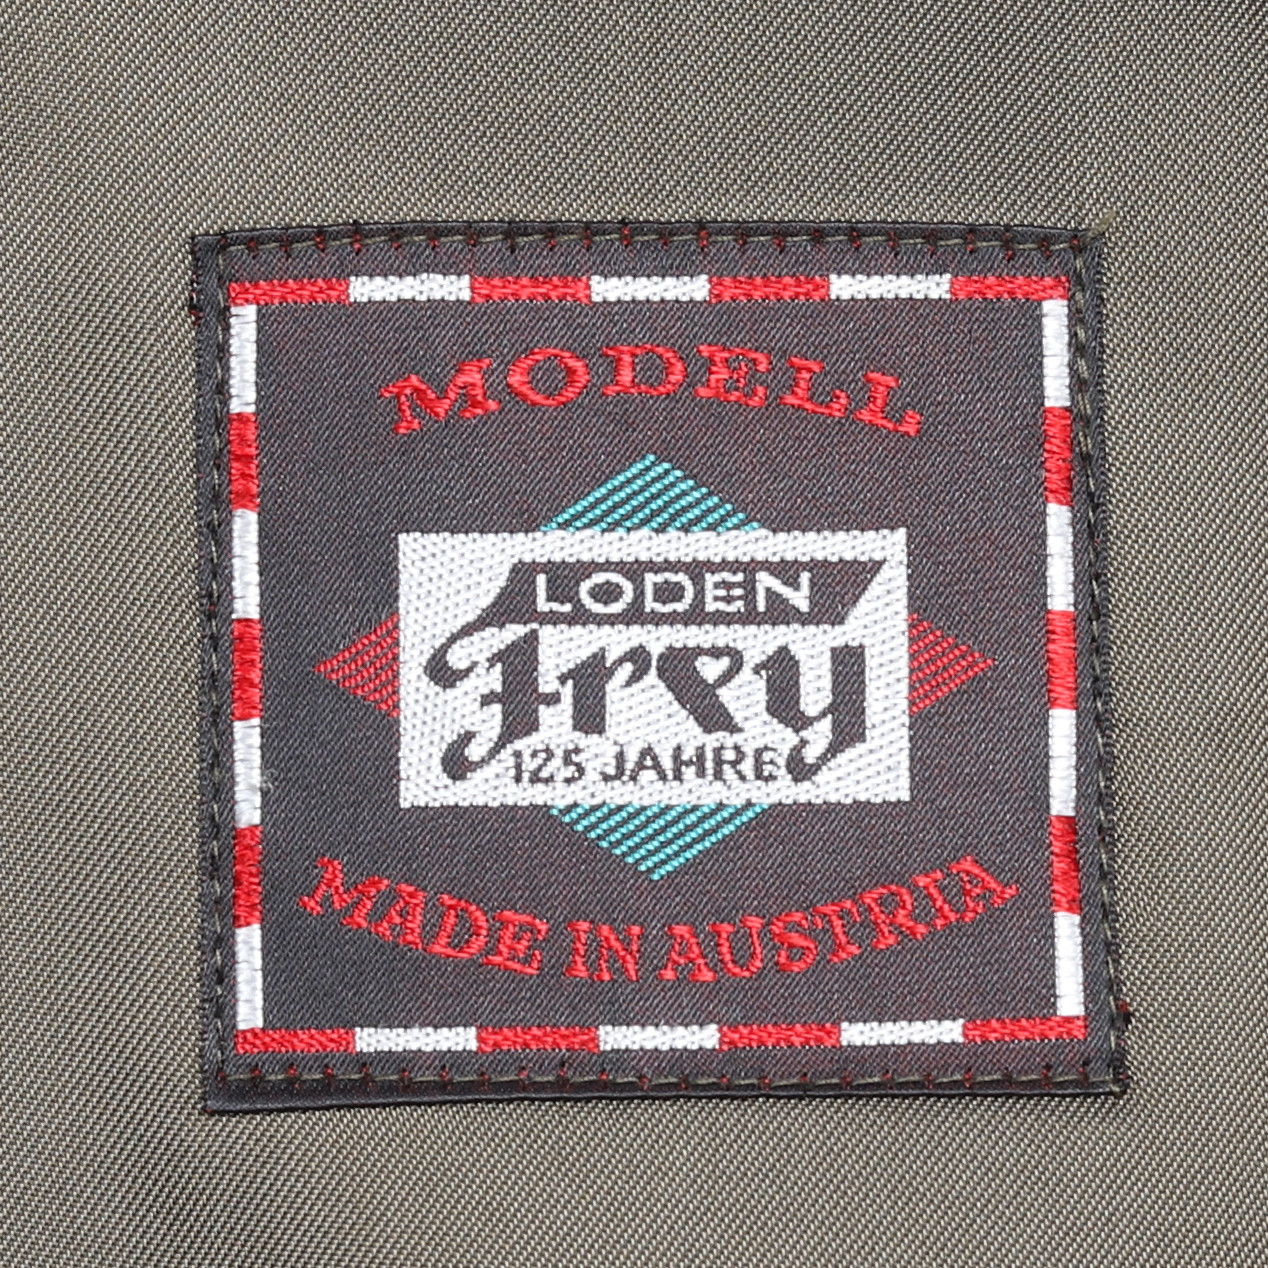 MODELL
LODEN
Frey
125 JAHRE
MADE IN AUSTRIA